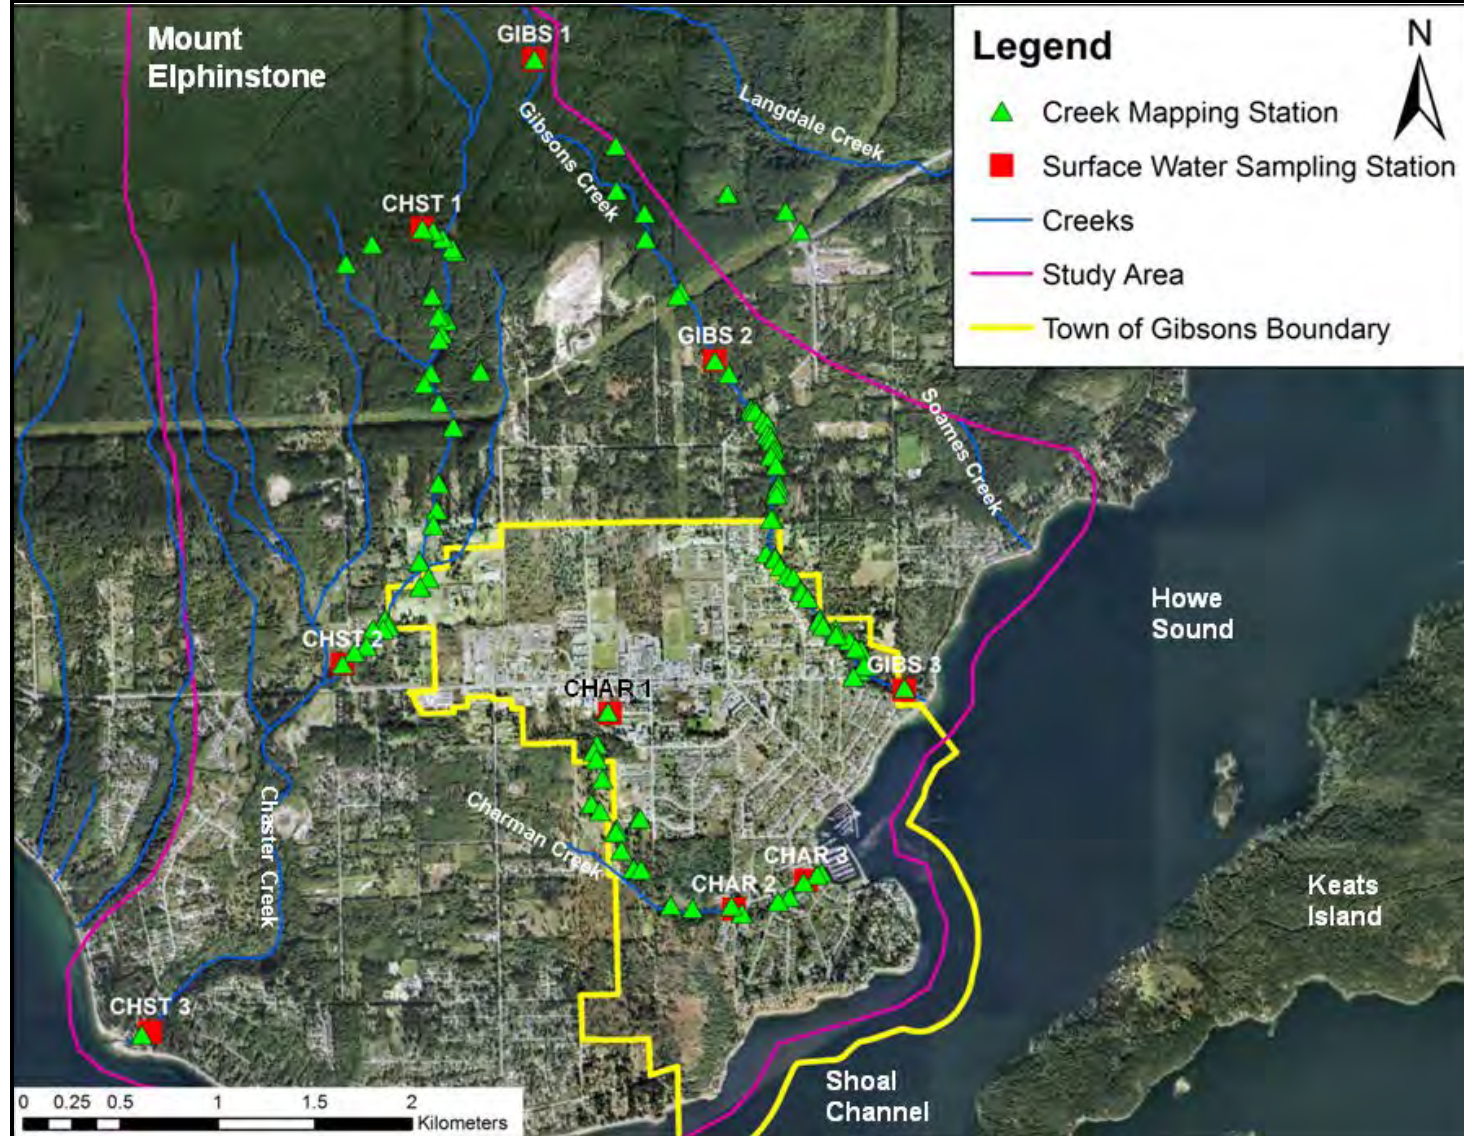 Mount
Elphinstone
GIBS 1
Langdale Creek
Gibsons Creek
CHST 1
GIBS 2
Soames Creek
CHST 2
GIBS 3
CHAR 1
Chaster Creek
Charman Creek
CHAR 2
CHAR 3
CHST 3
Howe
Sound
Keats
Island
Shoal
Channel
Legend
N
Creek Mapping Station
Surface Water Sampling Station
Creeks
Study Area
Town of Gibsons Boundary
0 0.25 0.5 1 1.5 2
Kilometers